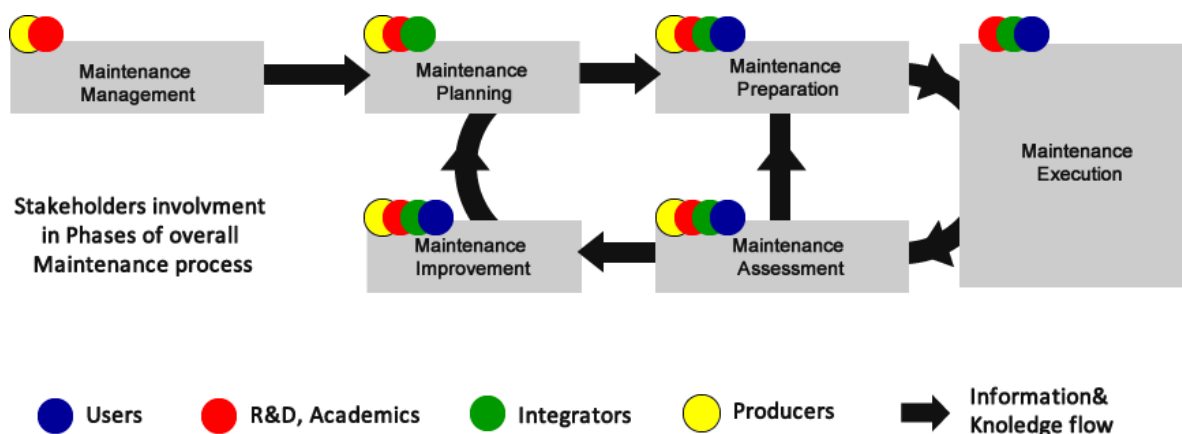 Maintenance
Management
Maintenance
Planning
Maintenance
Preparation
Maintenance
Execution
Stakeholders involvment
in Phases of overall
Maintenance process
Maintenance
Improvement
Maintenance
Assessment
Users
R&D, Academics
Integrators
Producers
Information&
Knoledge flow